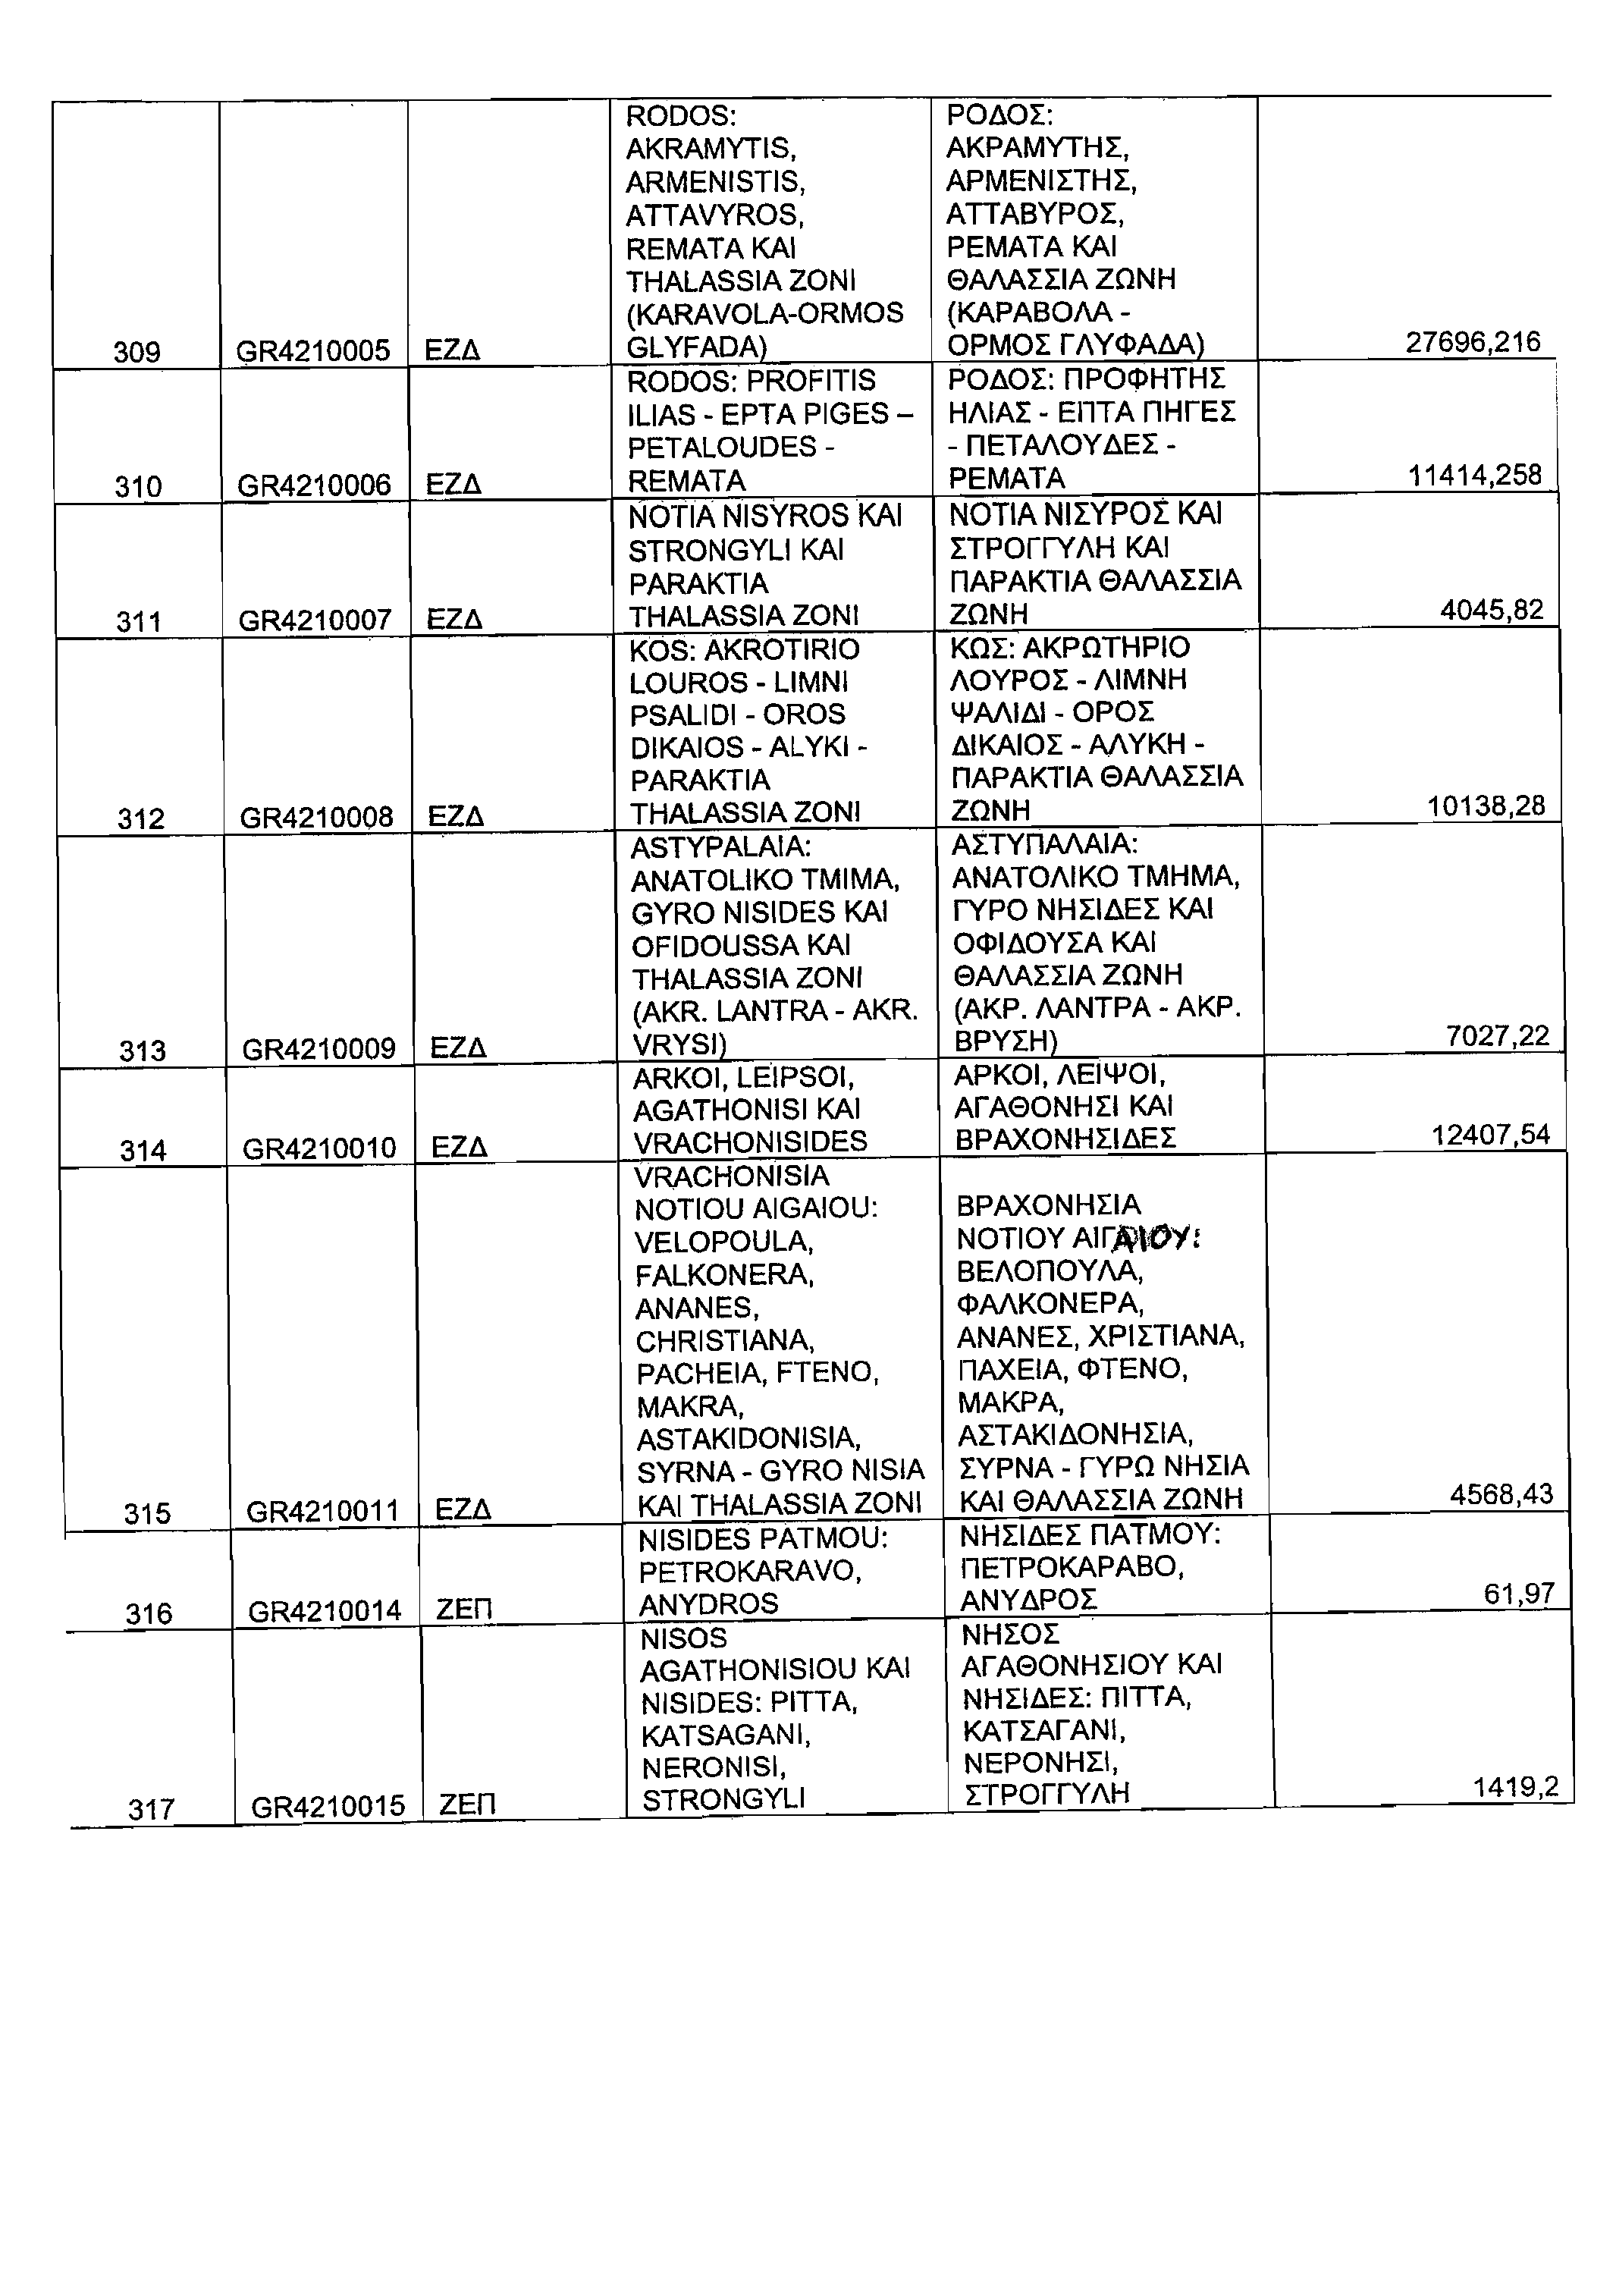 RODOS:
AKRAMYTIS,
ARMENISTIS,
ATTAVYROS,
REMATA KAI
THALASSIA ZONI
(KARAVOLA-ORMOS
GLYFADA)
ΡΟΔΟΣ:
ΑΚΡΑΜΥΤΗΣ,
ΑΡΜΕΝΙΣΤΗΣ,
ΑΤΤΑΒΥΡΟΣ,
ΡΕΜΑΤΑ ΚΑΙ
ΘΑΛΑΣΣΙΑ ΖΩΝΗ
(ΚΑΡΑΒΟΛΑ -
ΟΡΜΟΣ ΓΛΥΦΑΔΑ)
309 GR4210005 ΕΖΔ 27696,216
RODOS: PROFITIS
ILIAS - EPTA PIGES –
PETALOUDES -
REMATA
ΡΟΔΟΣ: ΠΡΟΦΗΤΗΣ
ΗΛΙΑΣ - ΕΠΤΑ ΠΗΓΕΣ
- ΠΕΤΑΛΟΥΔΕΣ -
ΡΕΜΑΤΑ
310 GR4210006 ΕΖΔ 11414,258
NOTIA NISYROS KAI
STRONGYLI KAI
PARAKTIA
THALASSIA ZONI
ΝΟΤΙΑ ΝΙΣΥΡΟΣ ΚΑΙ
ΣΤΡΟΓΓΥΛΗ ΚΑΙ
ΠΑΡΑΚΤΙΑ ΘΑΛΑΣΣΙΑ
ΖΩΝΗ
311 GR4210007 ΕΖΔ 4045,82
KOS: AKROTIRIO
LOUROS - LIMNI
PSALIDI - OROS
DIKAIOS - ALYKI -
PARAKTIA
THALASSIA ZONI
ΚΩΣ: ΑΚΡΩΤΗΡΙΟ
ΛΟΥΡΟΣ - ΛΙΜΝΗ
ΨΑΛΙΔΙ - ΟΡΟΣ
ΔΙΚΑΙΟΣ - ΑΛΥΚΗ -
ΠΑΡΑΚΤΙΑ ΘΑΛΑΣΣΙΑ
ΖΩΝΗ
312 GR4210008 ΕΖΔ 10138,28
ASTYPALAIA:
ANATOLIKO TMIMA,
GYRO NISIDES KAI
OFIDOUSSA KAI
THALASSIA ZONI
(AKR. LANTRA - AKR.
VRYSI)
ΑΣΤΥΠΑΛΑΙΑ:
ΑΝΑΤΟΛΙΚΟ ΤΜΗΜΑ,
ΓΥΡΟ ΝΗΣΙΔΕΣ ΚΑΙ
ΟΦΙΔΟΥΣΑ ΚΑΙ
ΘΑΛΑΣΣΙΑ ΖΩΝΗ
(ΑΚΡ. ΛΑΝΤΡΑ - ΑΚΡ.
ΒΡΥΣΗ)
313 GR4210009 ΕΖΔ 7027,22
ARKOI, LEIPSOI,
AGATHONISI KAI
VRACHONISIDES
ΑΡΚΟΙ, ΛΕΙΨΟΙ,
ΑΓΑΘΟΝΗΣΙ ΚΑΙ
ΒΡΑΧΟΝΗΣΙΔΕΣ
314 GR4210010 ΕΖΔ 12407,54
VRACHONISIA
NOTIOU AIGAIOU:
VELOPOULA,
FALKONERA,
ANANES,
CHRISTIANA,
PACHEIA, FTENO,
MAKRA,
ASTAKIDONISIA,
SYRNA - GYRO NISIA
KAI THALASSIA ZONI
ΒΡΑΧΟΝΗΣΙΑ
ΝΟΤΙΟΥ ΑΙΓΑΙΟΥ:
ΒΕΛΟΠΟΥΛΑ,
ΦΑΛΚΟΝΕΡΑ,
ΑΝΑΝΕΣ, ΧΡΙΣΤΙΑΝΑ,
ΠΑΧΕΙΑ, ΦΤΕΝΟ,
ΜΑΚΡΑ,
ΑΣΤΑΚΙΔΟΝΗΣΙΑ,
ΣΥΡΝΑ - ΓΥΡΩ ΝΗΣΙΑ
ΚΑΙ ΘΑΛΑΣΣΙΑ ΖΩΝΗ
315 GR4210011 ΕΖΔ 4568,43
NISIDES PATMOU:
PETROKARAVO,
ANYDROS
ΝΗΣΙΔΕΣ ΠΑΤΜΟΥ:
ΠΕΤΡΟΚΑΡΑΒΟ,
ΑΝΥΔΡΟΣ
316 GR4210014 ΖΕΠ 61,97
NISOS
AGATHONISIOU KAI
NISIDES: PITTA,
KATSAGANI,
NERONISI,
STRONGYLI
ΝΗΣΟΣ
ΑΓΑΘΟΝΗΣΙΟΥ ΚΑΙ
ΝΗΣΙΔΕΣ: ΠΙΤΤΑ,
ΚΑΤΣΑΓΑΝΙ,
ΝΕΡΟΝΗΣΙ,
ΣΤΡΟΓΓΥΛΗ
317 GR4210015 ΖΕΠ 1419,2